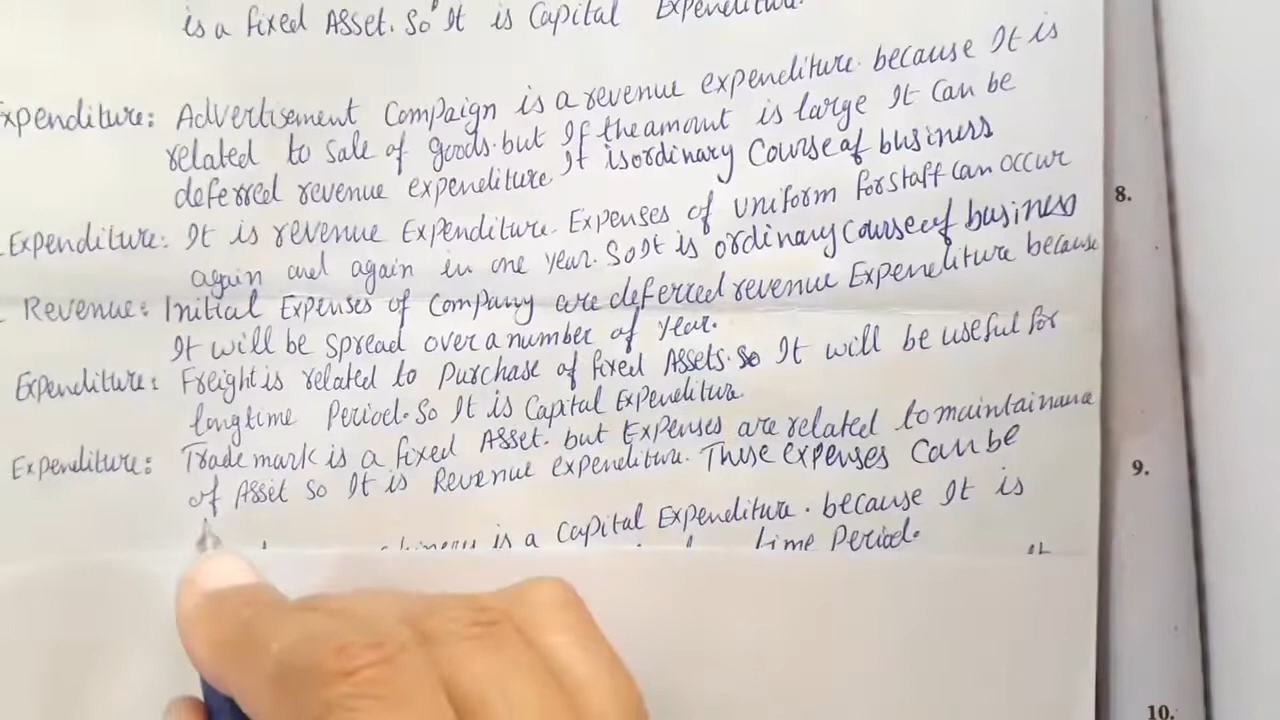 is a fixed Asset. So It is Capital Expenditure.
Expenditure: Advertisement Compaign is a revenue expenditure. because It is
related to sale of goods. but If the amount is large It can be
deferred revenue expenditure It is ordinary Course of business
Expenditure: It is revenue Expenditure. Expenses of uniform for staff can occur
again and again in one year. So It is ordinary course of business
Revenue: Initial Expenses of Company are deferred revenue Expenditure because
It will be spread over a number of year.
Expenditure: Freight is related to purchase of fixed Assets. so It will be useful for
longtime Period. So It is Capital Expenditure
Expenditure: Trademark is a fixed Asset. but Expenses are related to maintainance
of Asset so It is Revenue expenditure. These expenses can be
is a Capital Expenditure. because It is
time Period.
8.
9.
10.